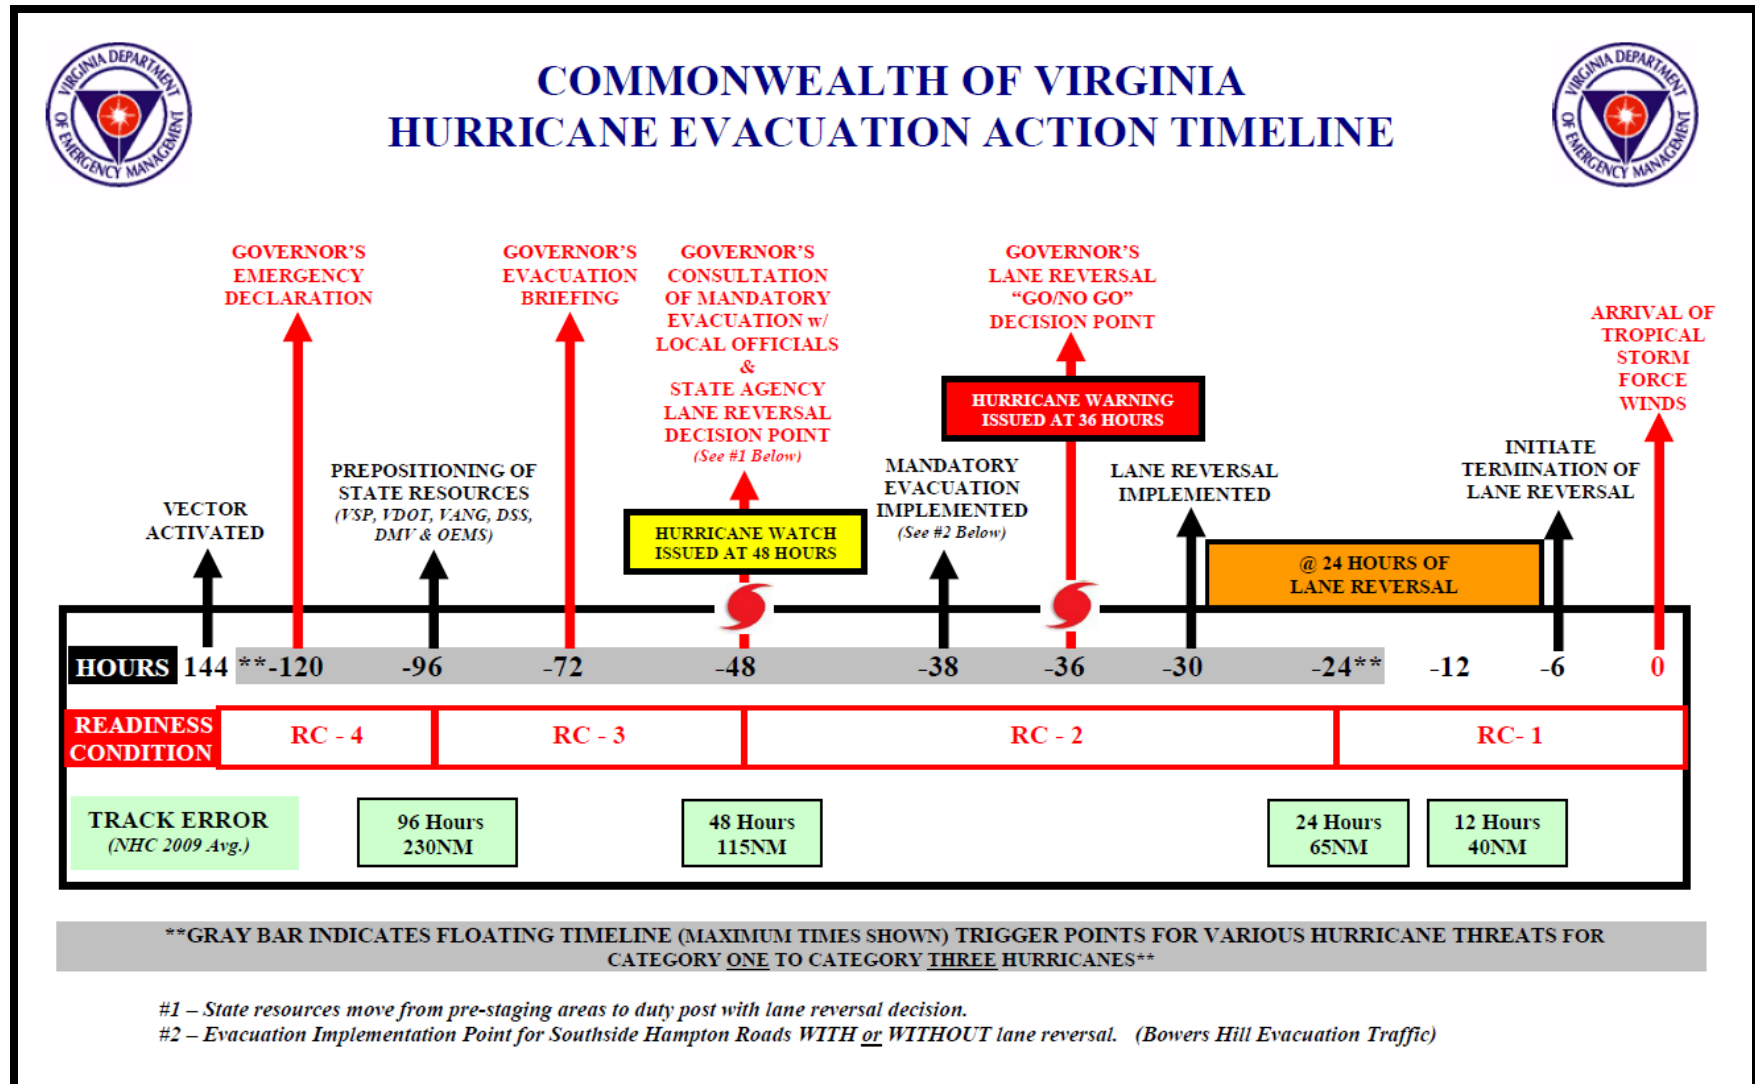 VIRGINIA DEPARTMENT
OF EMERGENCY MANAGEMENT
COMMONWEALTH OF VIRGINIA
HURRICANE EVACUATION ACTION TIMELINE
VIRGINIA DEPARTMENT
OF EMERGENCY MANAGEMENT
VECTOR
ACTIVATED
GOVERNOR’S
EMERGENCY
DECLARATION
PREPOSITIONING OF
STATE RESOURCES
(VSP, VDOT, VANG, DSS,
DMV & OEMS)
GOVERNOR’S
EVACUATION
BRIEFING
GOVERNOR’S
CONSULTATION
OF MANDATORY
EVACUATION w/
LOCAL OFFICIALS
&
STATE AGENCY
LANE REVERSAL
DECISION POINT
(See #1 Below)
HURRICANE WATCH
ISSUED AT 48 HOURS
MANDATORY
EVACUATION
IMPLEMENTED
(See #2 Below)
GOVERNOR’S
LANE REVERSAL
“GO/NO GO”
DECISION POINT
HURRICANE WARNING
ISSUED AT 36 HOURS
LANE REVERSAL
IMPLEMENTED
@ 24 HOURS OF
LANE REVERSAL
INITIATE
TERMINATION OF
LANE REVERSAL
ARRIVAL OF
TROPICAL
STORM
FORCE
WINDS
HOURS 144 **-120 -96 -72 -48 -38 -36 -30 -24** -12 -6 0
READINESS
CONDITION
RC - 4
RC - 3
RC - 2
RC- 1
TRACK ERROR
(NHC 2009 Avg.)
96 Hours
230NM
48 Hours
115NM
24 Hours
65NM
12 Hours
40NM
**GRAY BAR INDICATES FLOATING TIMELINE (MAXIMUM TIMES SHOWN) TRIGGER POINTS FOR VARIOUS HURRICANE THREATS FOR
CATEGORY ONE TO CATEGORY THREE HURRICANES**
#1 – State resources move from pre-staging areas to duty post with lane reversal decision.
#2 – Evacuation Implementation Point for Southside Hampton Roads WITH or WITHOUT lane reversal. (Bowers Hill Evacuation Traffic)